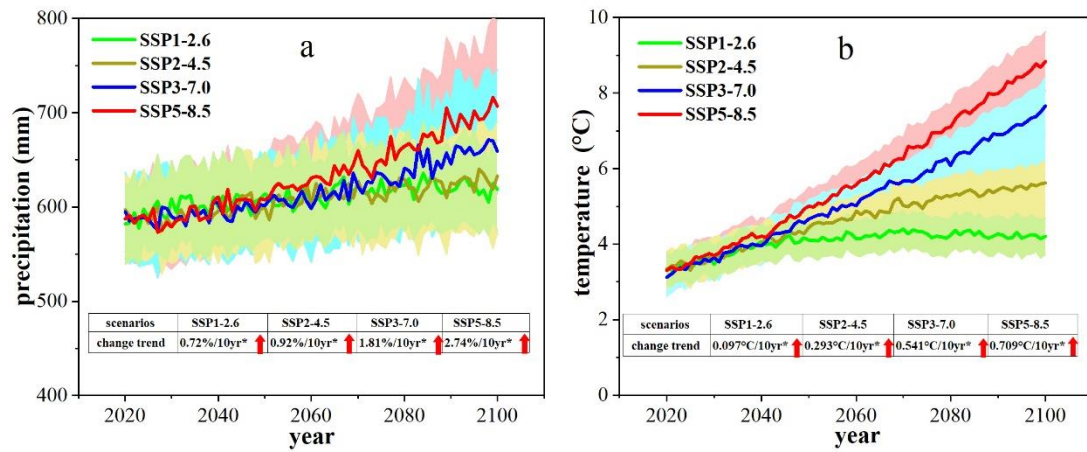 a
SSP1-2.6
SSP2-4.5
SSP3-7.0
SSP5-8.5
precipitation (mm)
800
700
600
500
400
scenarios SSP1-2.6 SSP2-4.5 SSP3-7.0 SSP5-8.5
change trend 0.72%/10yr* 0.92%/10yr* 1.81%/10yr* 2.74%/10yr*
2020 2040 2060 2080 2100
year
b
SSP1-2.6
SSP2-4.5
SSP3-7.0
SSP5-8.5
temperature (℃)
10
8
6
4
2
0
scenarios SSP1-2.6 SSP2-4.5 SSP3-7.0 SSP5-8.5
change trend 0.097°C/10yr* 0.293°C/10yr* 0.541°C/10yr* 0.709°C/10yr*
2020 2040 2060 2080 2100
year